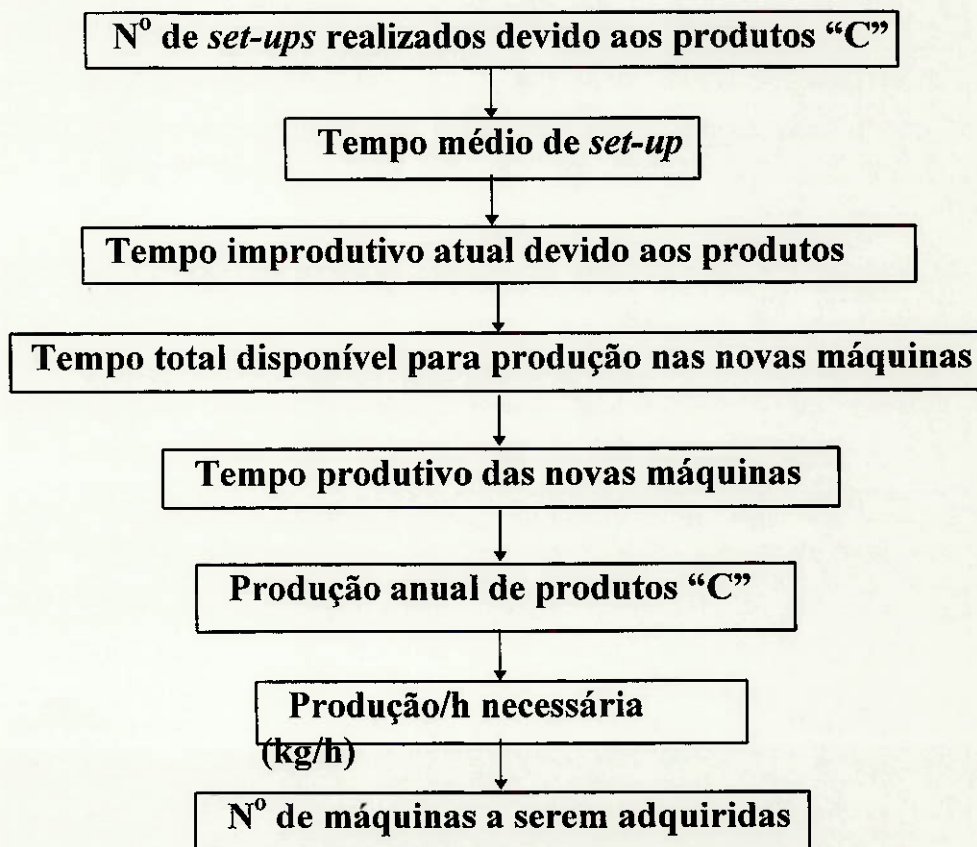 Nº de set-ups realizados devido aos produtos “C”
Tempo médio de set-up
Tempo improdutivo atual devido aos produtos
Tempo total disponível para produção nas novas máquinas
Tempo produtivo das novas máquinas
Produção anual de produtos “C”
Produção/h necessária
(kg/h)
Nº de máquinas a serem adquiridas